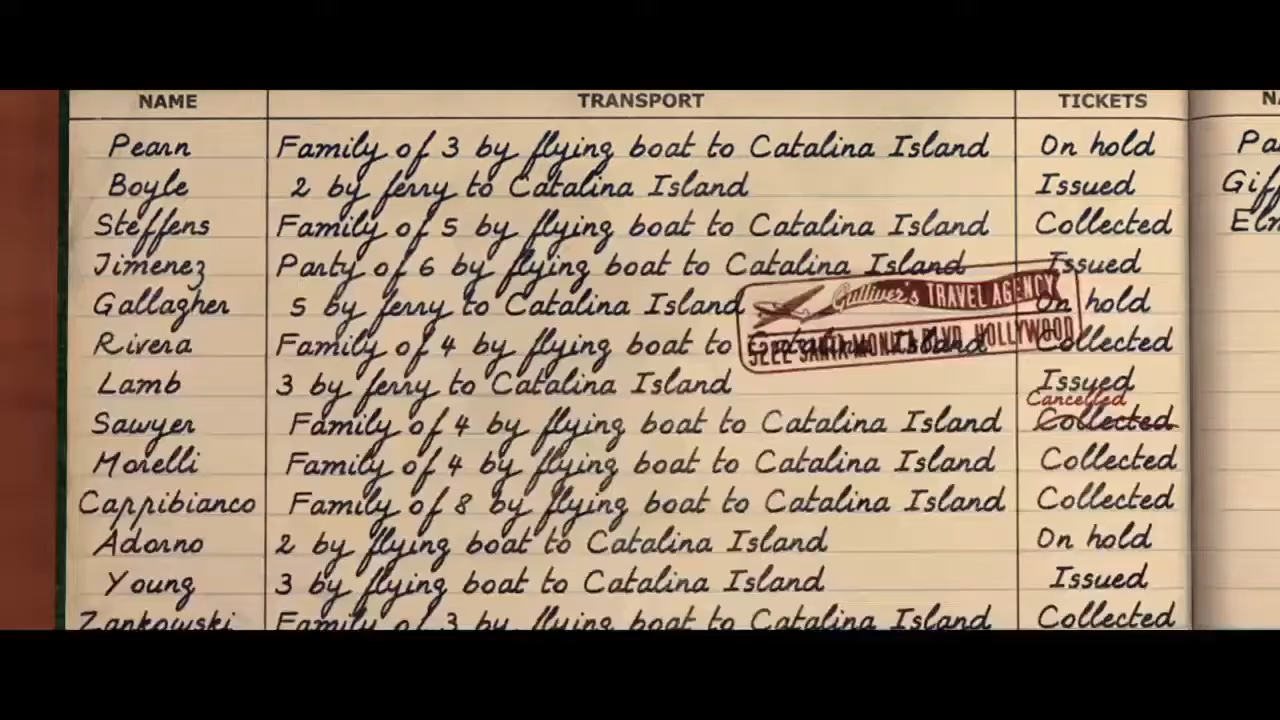 NAME TRANSPORT TICKETS
Pearn Family of 3 by flying boat to Catalina Island On hold
Boyle 2 by ferry to Catalina Island Issued
Steffens Family of 5 by flying boat to Catalina Island Collected
Jimenez Party of 6 by flying boat to Catalina Island Issued
Gallagher 5 by ferry to Catalina Island On hold
Gulliver's TRAVEL AGENCY
5222 SANTA MONICA BLVD. HOLLYWOOD
Rivera Family of 4 by flying boat to Catalina Island Collected
Lamb 3 by ferry to Catalina Island Issued
Cancelled
Sawyer Family of 4 by flying boat to Catalina Island Collected
Morelli Family of 4 by flying boat to Catalina Island Collected
Cappibianco Family of 8 by flying boat to Catalina Island Collected
Adorno 2 by flying boat to Catalina Island On hold
Young 3 by flying boat to Catalina Island Issued
Zankowski Family of 3 by flying boat to Catalina Island Collected